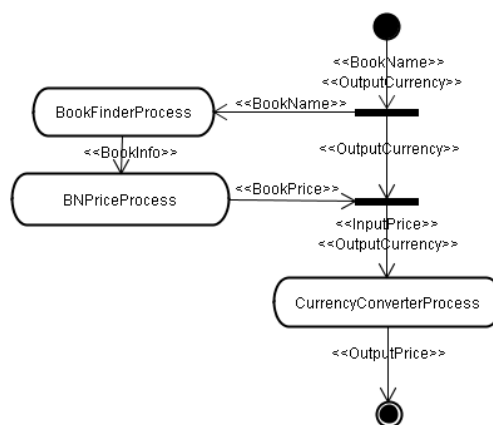 <<BookName>>
<<OutputCurrency>>
<<BookName>>
BookFinderProcess
<<BookInfo>>
<<OutputCurrency>>
BNPriceProcess
<<BookPrice>>
<<InputPrice>>
<<OutputCurrency>>
CurrencyConverterProcess
<<OutputPrice>>